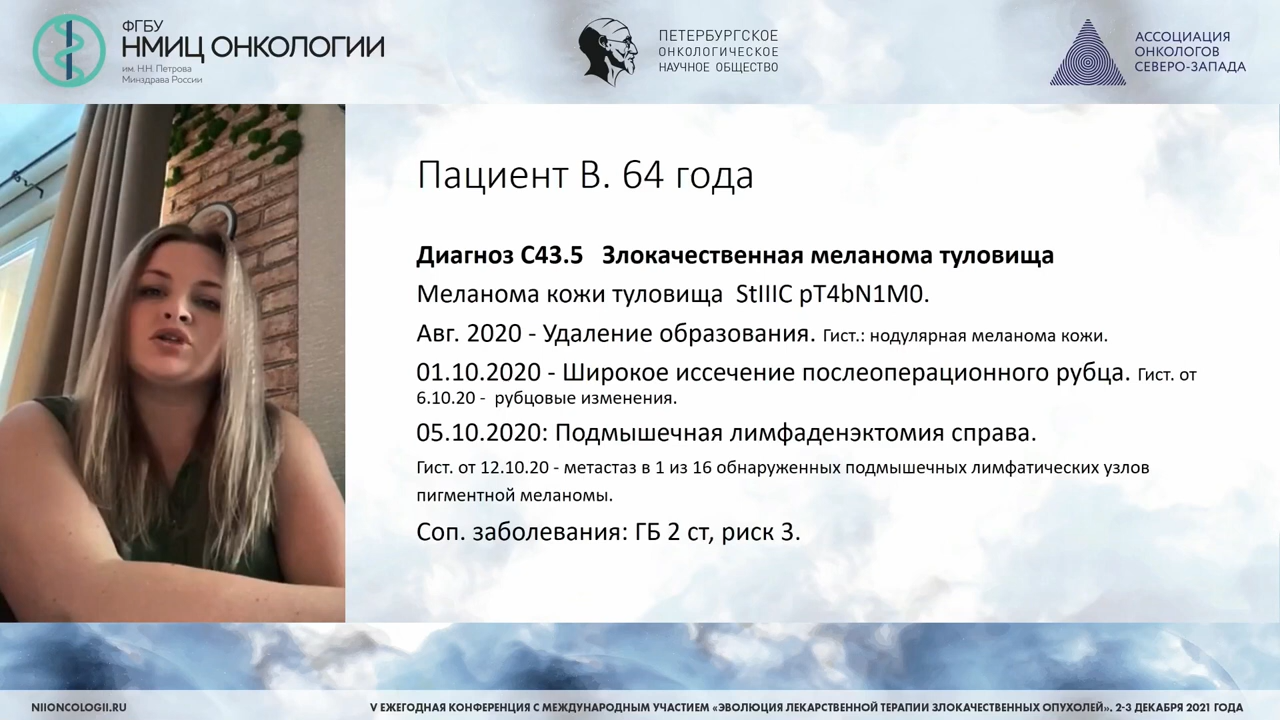 ФГБУ
НМИЦ ОНКОЛОГИИ
им. Н.Н. Петрова
Минздрава России
ПЕТЕРБУРГСКОЕ
ОНКОЛОГИЧЕСКОЕ
НАУЧНОЕ ОБЩЕСТВО
АССОЦИАЦИЯ
ОНКОЛОГОВ
СЕВЕРО-ЗАПАДА
Пациент В. 64 года
Диагноз С43.5 Злокачественная меланома туловища
Меланома кожи туловища StIIIC pT4bN1M0.
Авг. 2020 - Удаление образования. Гист.: нодулярная меланома кожи.
01.10.2020 - Широкое иссечение послеоперационного рубца. Гист. от
6.10.20 - рубцовые изменения.
05.10.2020: Подмышечная лимфаденэктомия справа.
Гист. от 12.10.20 - метастаз в 1 из 16 обнаруженных подмышечных лимфатических узлов
пигментной меланомы.
Соп. заболевания: ГБ 2 ст, риск 3.
NIIONCOLOGII.RU
V ЕЖЕГОДНАЯ КОНФЕРЕНЦИЯ С МЕЖДУНАРОДНЫМ УЧАСТИЕМ «ЭВОЛЮЦИЯ ЛЕКАРСТВЕННОЙ ТЕРАПИИ ЗЛОКАЧЕСТВЕННЫХ ОПУХОЛЕЙ». 2-3 ДЕКАБРЯ 2021 ГОДА